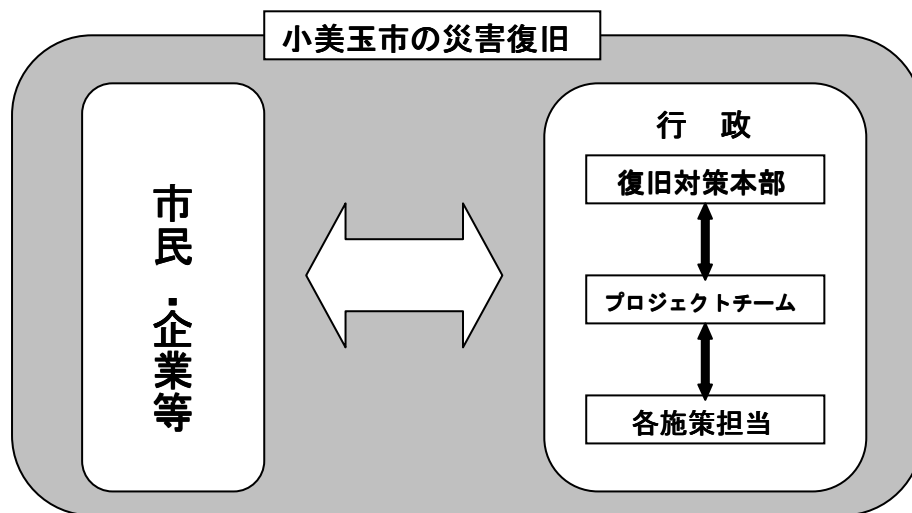 小美玉市の災害復旧
市民・企業等
行　政
復旧対策本部
プロジェクトチーム
各施策担当